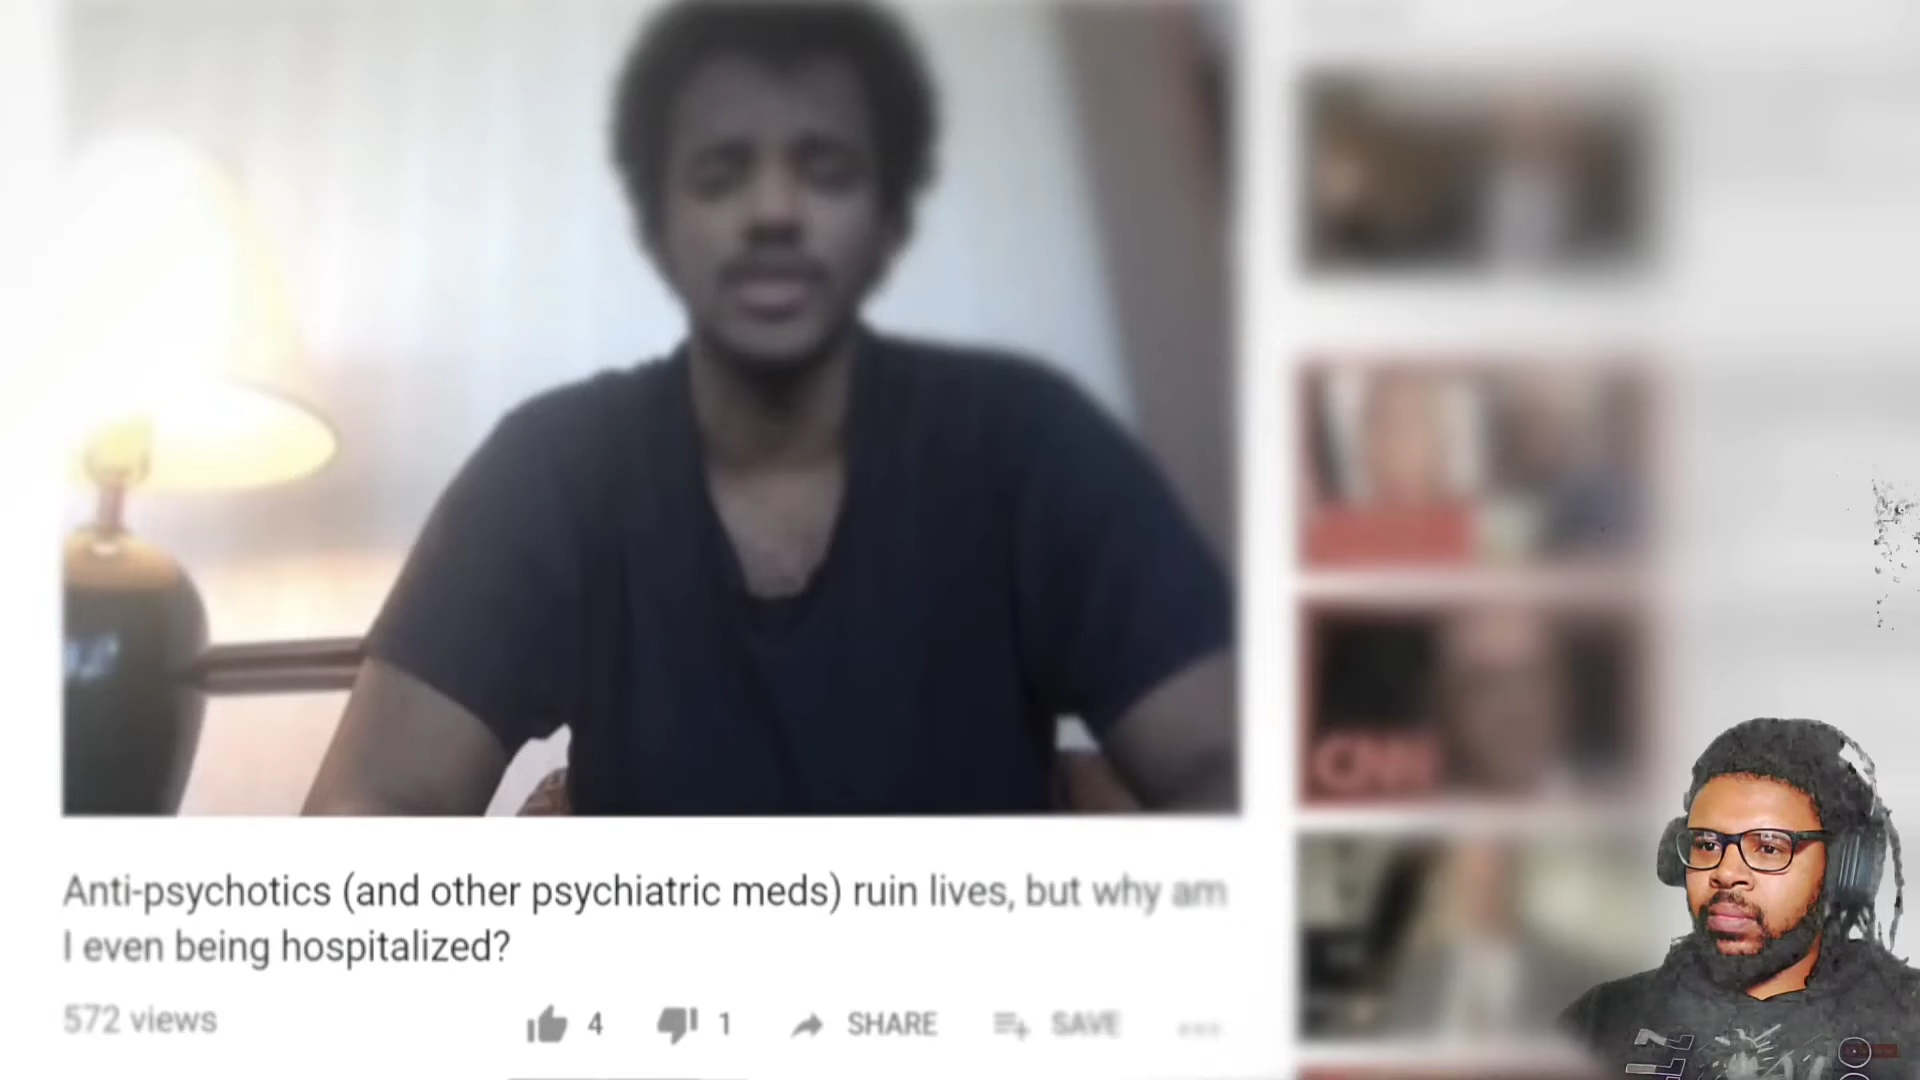 Anti-psychotics (and other psychiatric meds) ruin lives, but why am
I even being hospitalized?
572 views
4
1
SHARE
SAVE
CNN